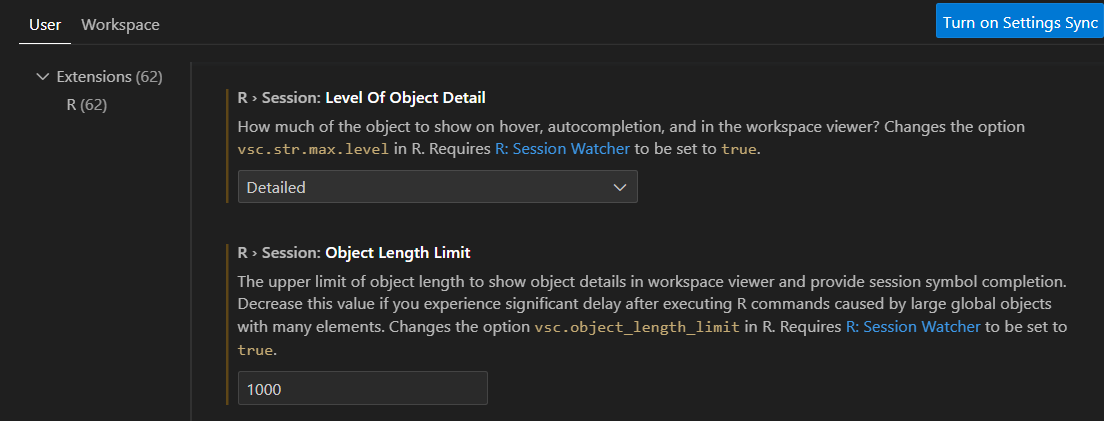 User Workspace
Turn on Settings Sync
Extensions (62)
R (62)
R › Session: Level Of Object Detail
How much of the object to show on hover, autocompletion, and in the workspace viewer? Changes the option
vsc.str.max.level in R. Requires R: Session Watcher to be set to true.
Detailed
R › Session: Object Length Limit
The upper limit of object length to show object details in workspace viewer and provide session symbol completion.
Decrease this value if you experience significant delay after executing R commands caused by large global objects
with many elements. Changes the option vsc.object_length_limit in R. Requires R: Session Watcher to be set to
true.
1000